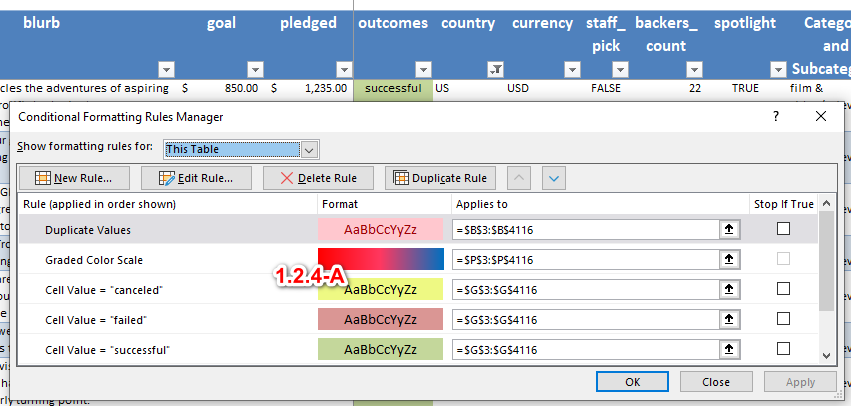 blurb goal pledged outcomes country currency staff_ backers_ spotlight Catego
pick count and
Subcateg
cles the adventures of aspiring $ 850.00 $ 1,235.00 successful US USD FALSE 22 TRUE film &
Conditional Formatting Rules Manager ? ×
Show formatting rules for: This Table
New Rule... Edit Rule... Delete Rule Duplicate Rule
Rule (applied in order shown) Format Applies to Stop If True
Duplicate Values AaBbCcYyZz =$B$3:$B$4116
Graded Color Scale =$P$3:$P$4116
1.2.4-A
Cell Value = "canceled" AaBbCcYyZz =$G$3:$G$4116
Cell Value = "failed" AaBbCcYyZz =$G$3:$G$4116
Cell Value = "successful" AaBbCcYyZz =$G$3:$G$4116
OK Close Apply
rly turning point.